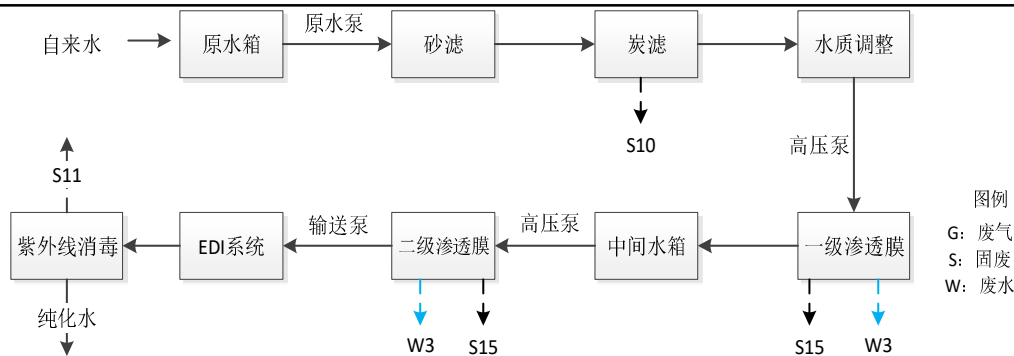 自来水
原水箱
原水泵
砂滤
炭滤
水质调整
S10
高压泵
S11
紫外线消毒
EDI系统
输送泵
二级渗透膜
高压泵
中间水箱
一级渗透膜
纯化水
W3
S15
S15
W3
图例
G：废气
S：固废
W：废水